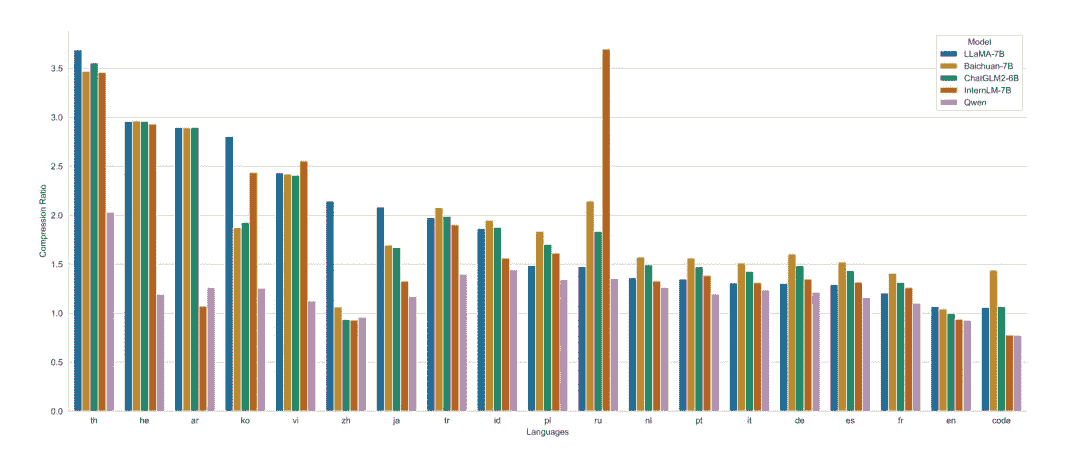 Model
LLaMA-7B
Baichuan-7B
ChatGLM2-6B
InternLM-7B
Qwen
Compression Ratio
3.5
3.0
2.5
2.0
1.5
1.0
0.5
0.0
th he ar ko vi zh ja tr id pl ru nl pt it de es fr en code
Languages